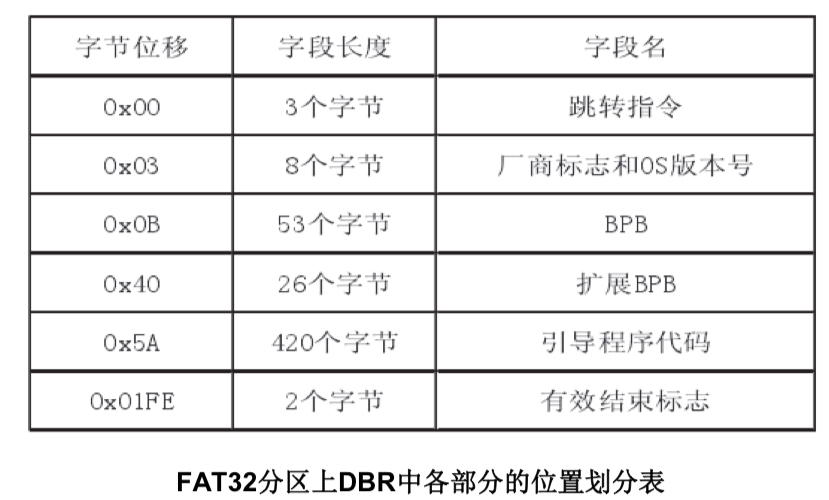 字节位移 字段长度 字段名
0x00 3个字节 跳转指令
0x03 8个字节 厂商标志和OS版本号
0x0B 53个字节 BPB
0x40 26个字节 扩展BPB
0x5A 420个字节 引导程序代码
0x01FE 2个字节 有效结束标志
FAT32分区上DBR中各部分的位置划分表